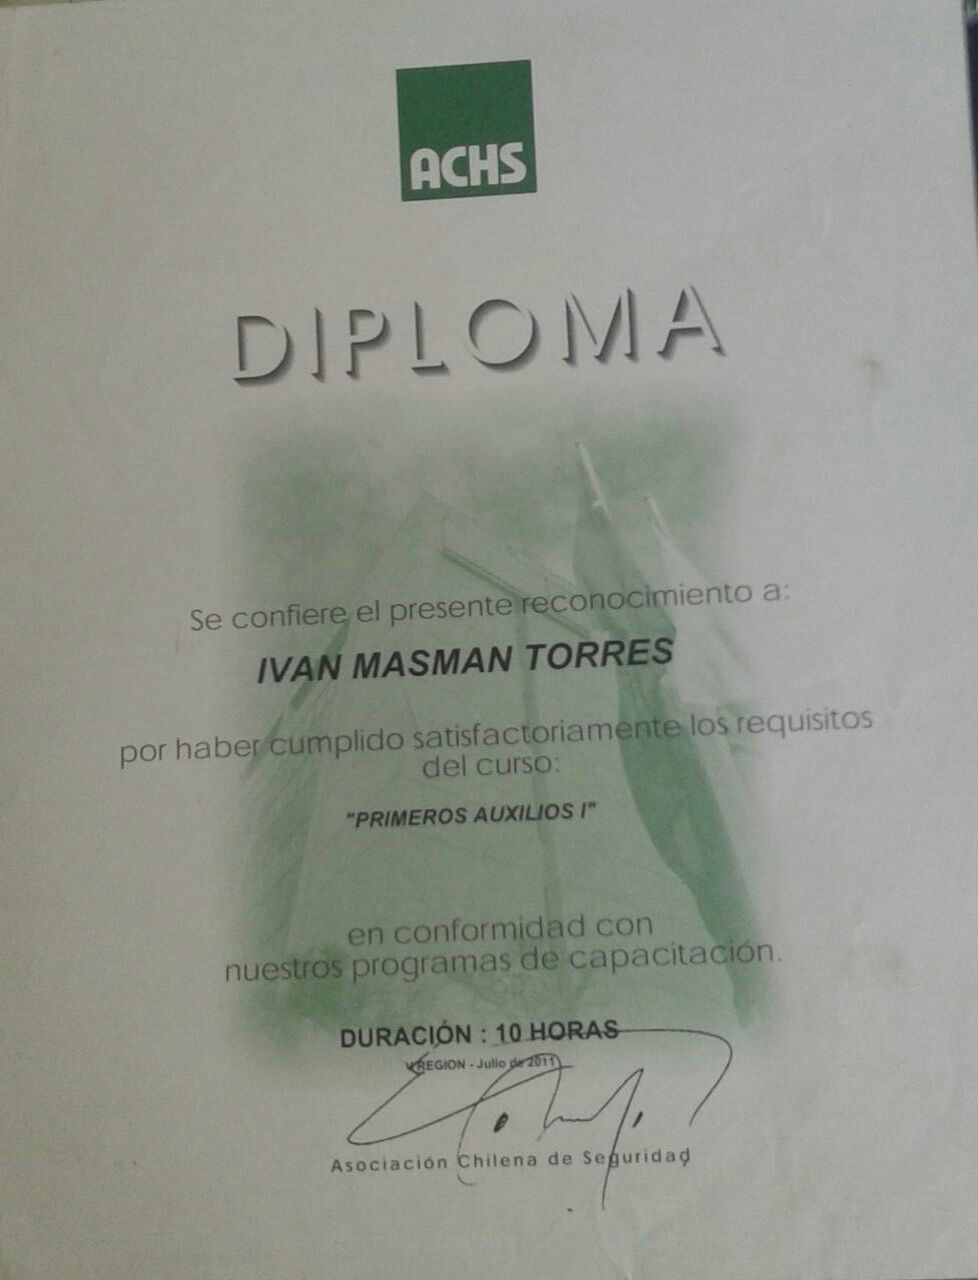 ACHS
DIPLOMA
Se confiere el presente reconocimiento a:
IVAN MASMAN TORRES
por haber cumplido satisfactoriamente los requisitos
del curso:
"PRIMEROS AUXILIOS I"
en conformidad con
nuestros programas de capacitación.
DURACIÓN : 10 HORAS
V REGION - Julio de 2011
Asociación Chilena de Seguridad